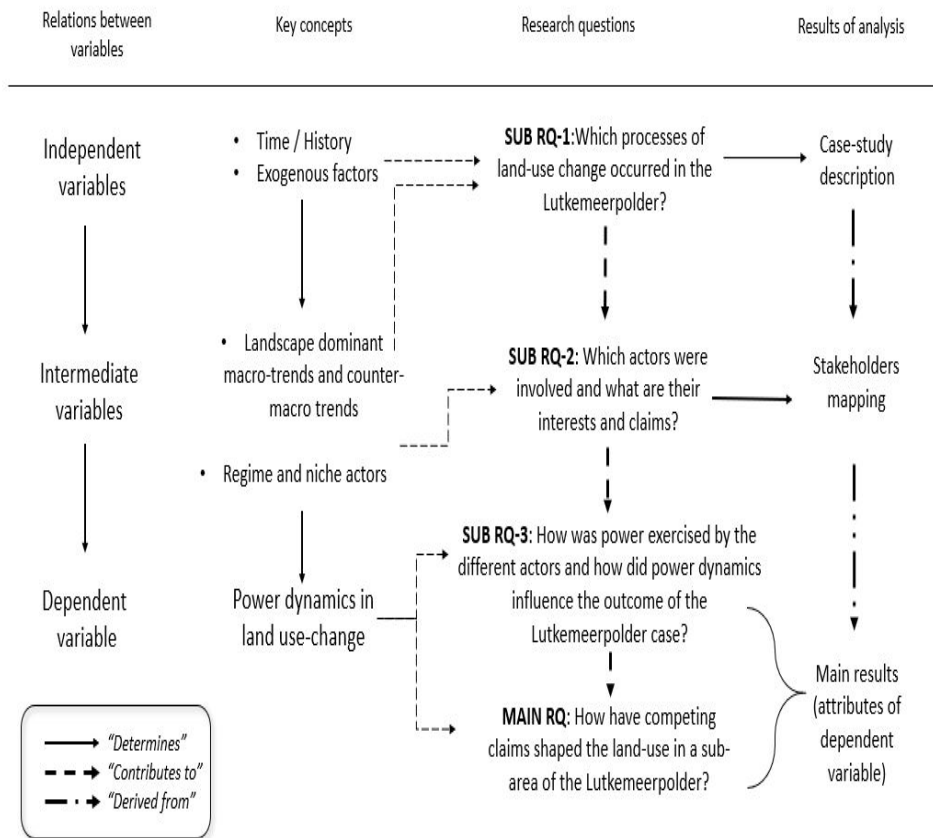 Relations between
variables
Key concepts
Research questions
Results of analysis
Independent
variables
• Time / History
• Exogenous factors
SUB RQ-1:Which processes of
land-use change occurred in the
Lutkemeerpolder?
Case-study
description
Intermediate
variables
• Landscape dominant
macro-trends and counter-
macro trends
• Regime and niche actors
SUB RQ-2: Which actors were
involved and what are their
interests and claims?
Stakeholders
mapping
Dependent
variable
Power dynamics in
land use-change
SUB RQ-3: How was power exercised by the
different actors and how did power dynamics
influence the outcome of the
Lutkemeerpolder case?
MAIN RQ: How have competing
claims shaped the land-use in a sub-
area of the Lutkemeerpolder?
Main results
(attributes of
dependent
variable)
"Determines"
"Contributes to"
"Derived from"